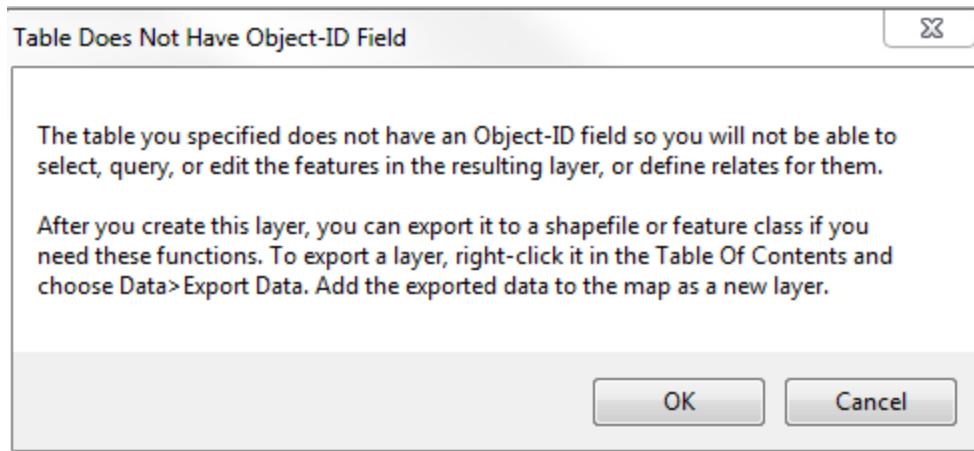 Table Does Not Have Object-ID Field
The table you specified does not have an Object-ID field so you will not be able to
select, query, or edit the features in the resulting layer, or define relates for them.
After you create this layer, you can export it to a shapefile or feature class if you
need these functions. To export a layer, right-click it in the Table Of Contents and
choose Data>Export Data. Add the exported data to the map as a new layer.
OK
Cancel